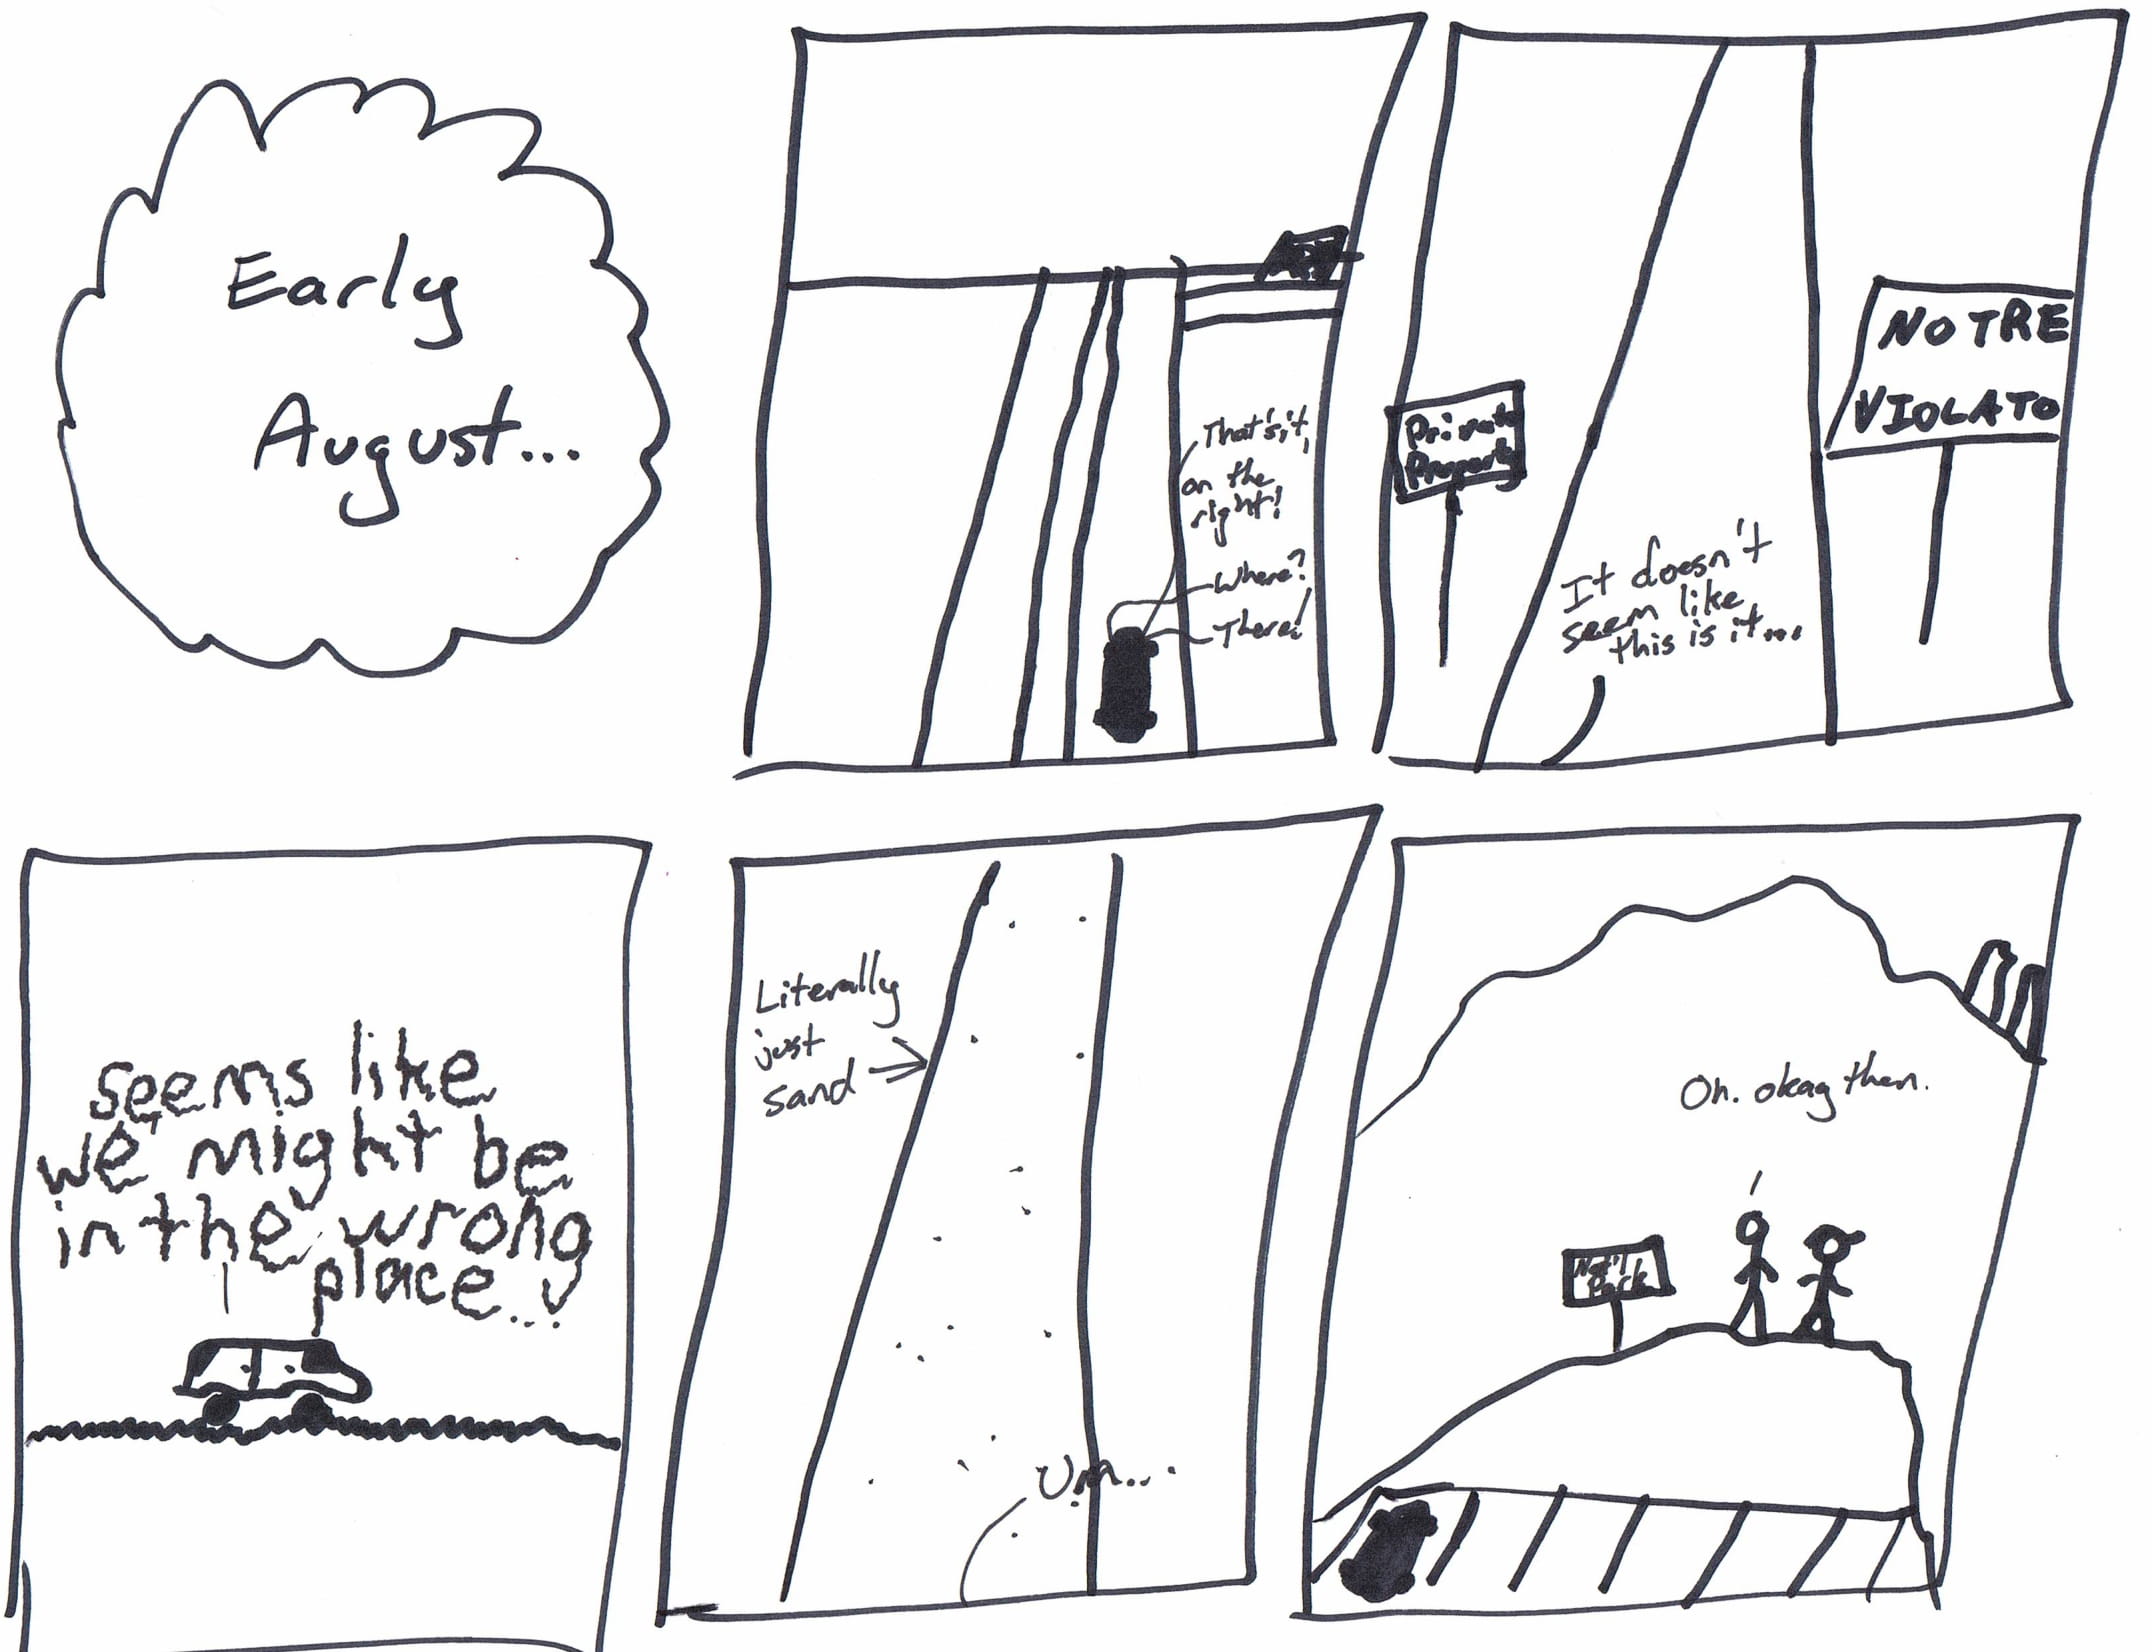 Early
August...
That's it,
on the
right!
Where?
There!
Private
Property
NO TRE
VIOLATO
It doesn't
seem like
this is it...
seems like
we might be
in the wrong
place...
Literally
just
sand
Um...
Oh. okay then.
Nat'l
Park